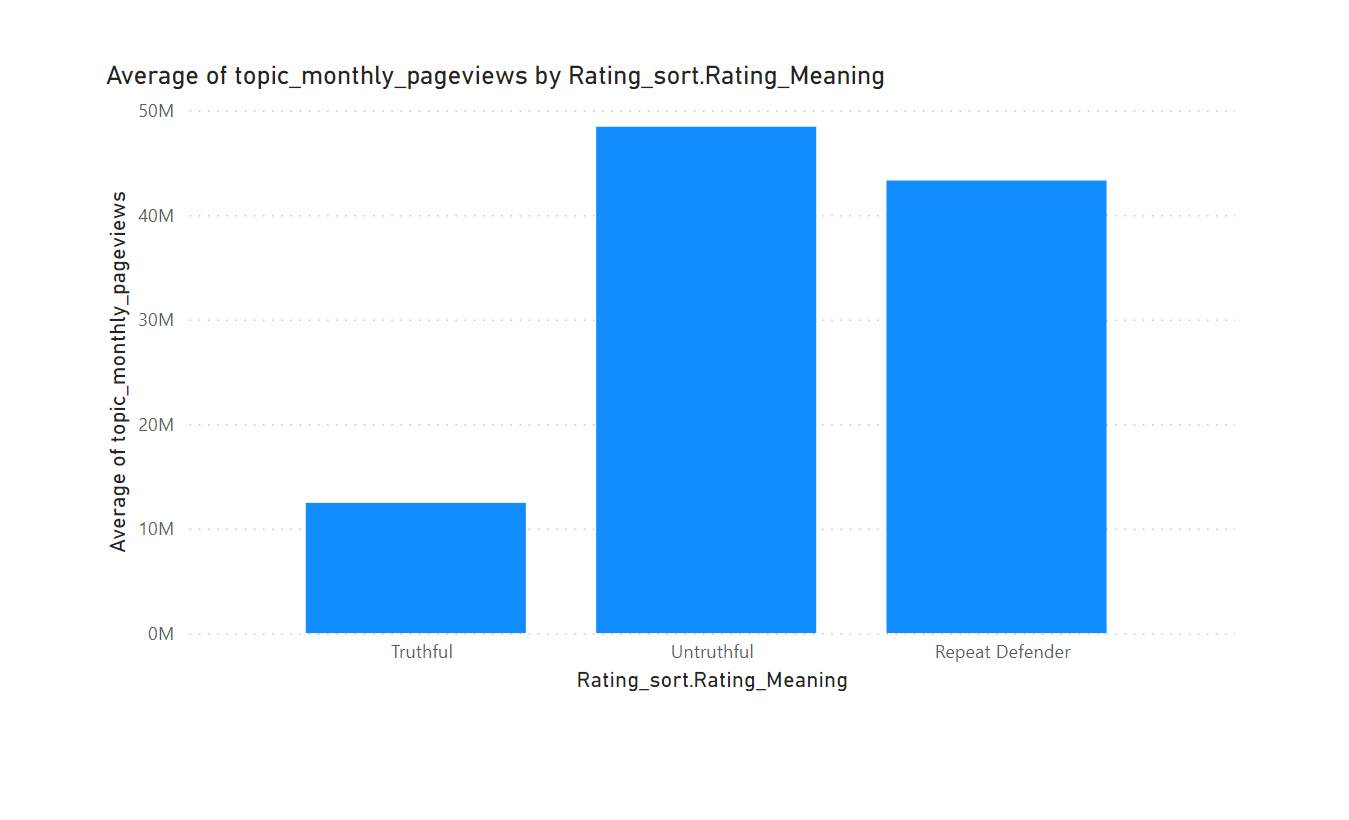 Average of topic_monthly_pageviews by Rating_sort.Rating_Meaning
50M
40M
30M
20M
10M
0M
Average of topic_monthly_pageviews
Truthful
Untruthful
Repeat Defender
Rating_sort.Rating_Meaning